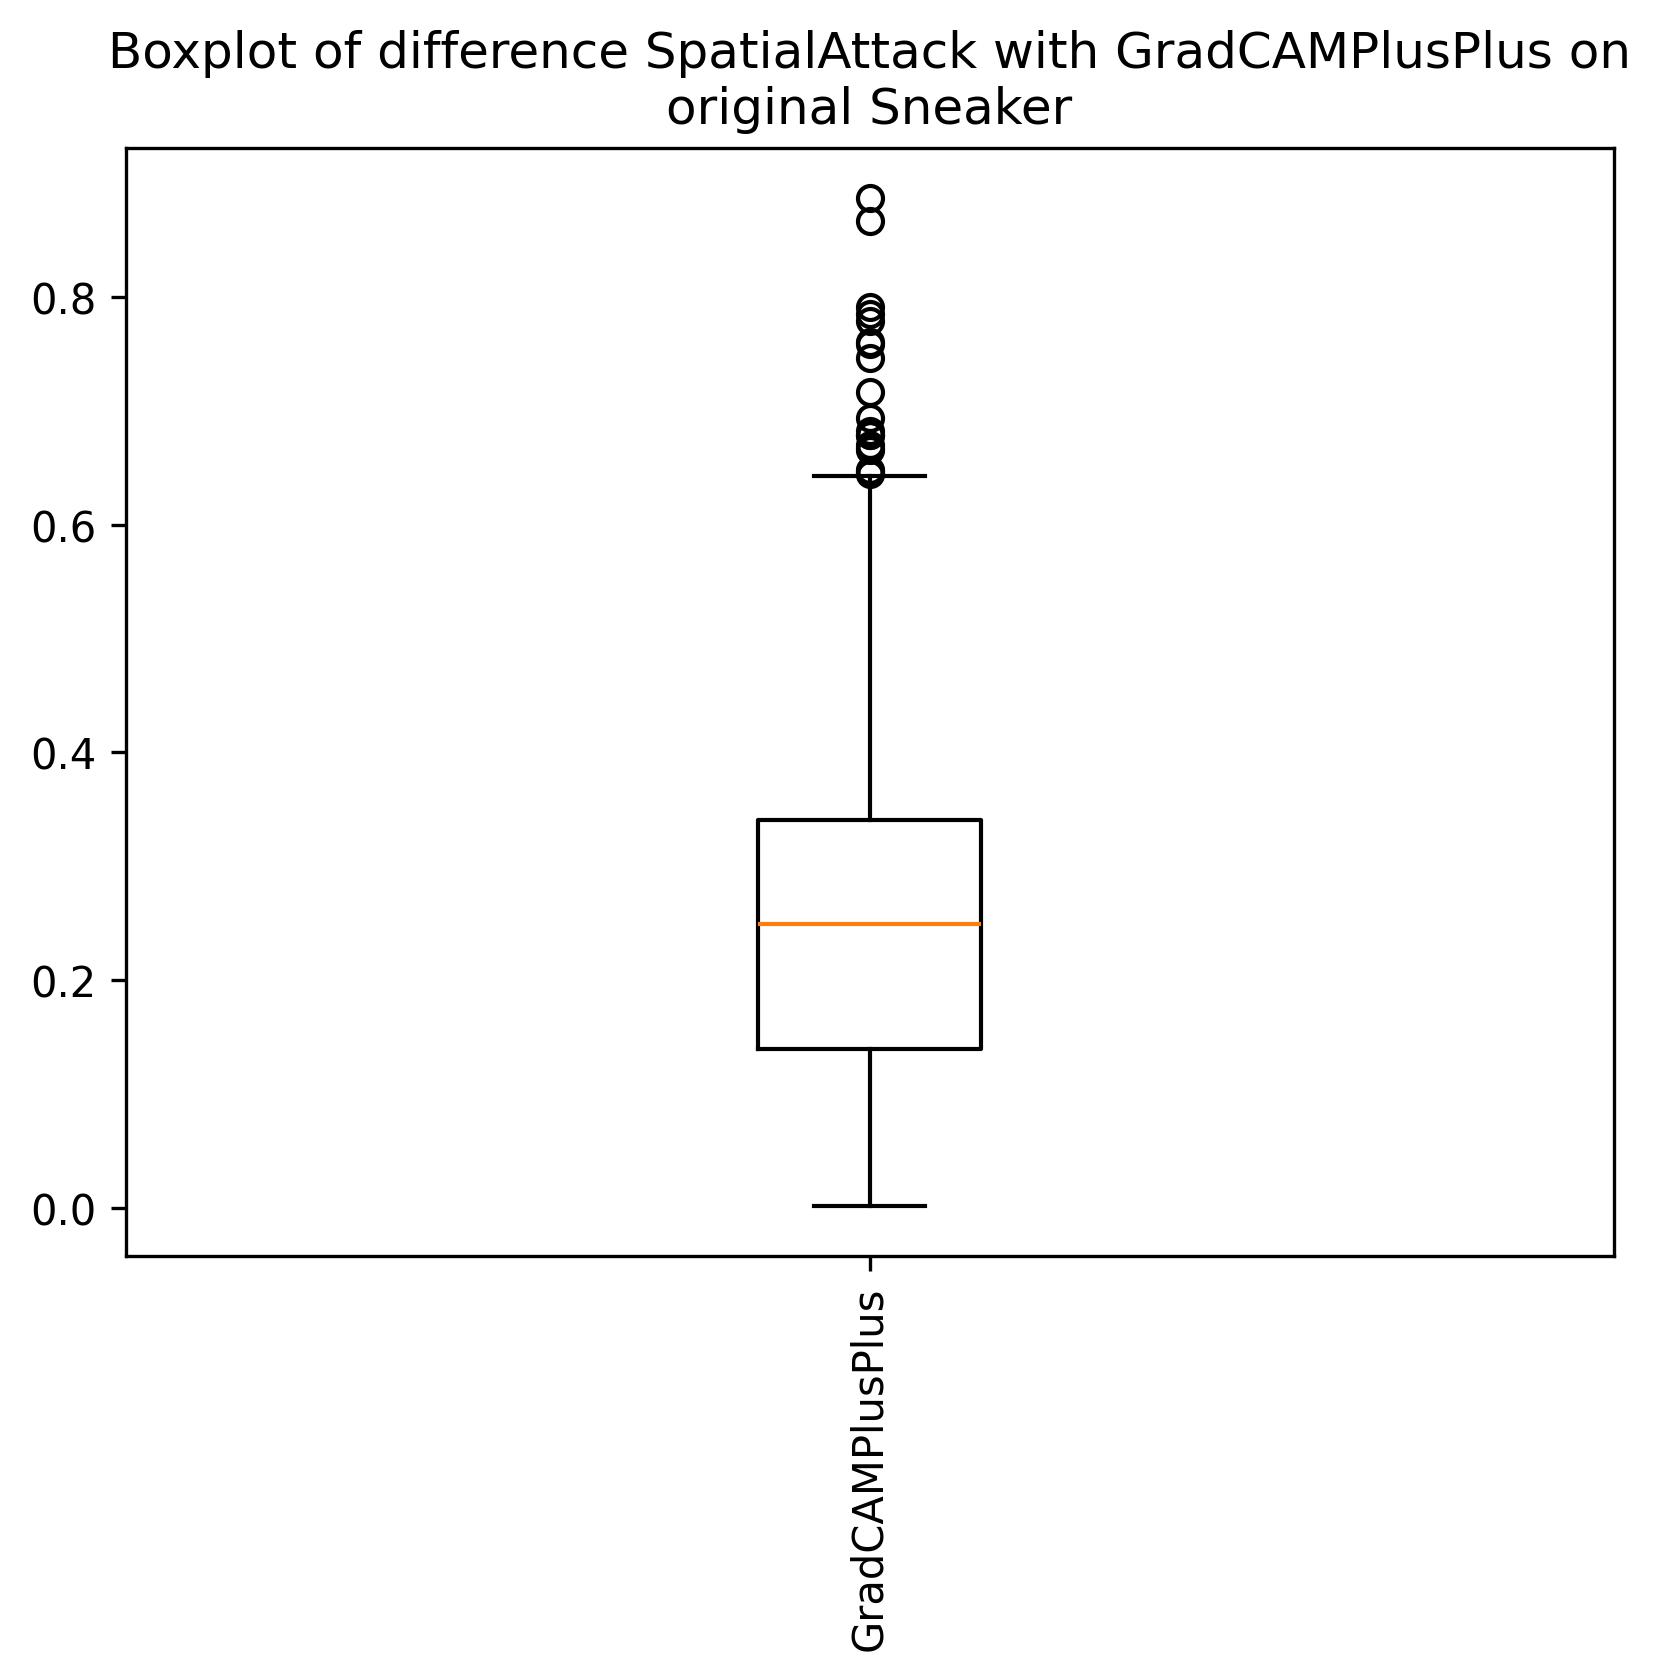 Boxplot of difference SpatialAttack with GradCAMPlusPlus on
original Sneaker
0.8
0.6
0.4
0.2
0.0
GradCAMPlusPlus